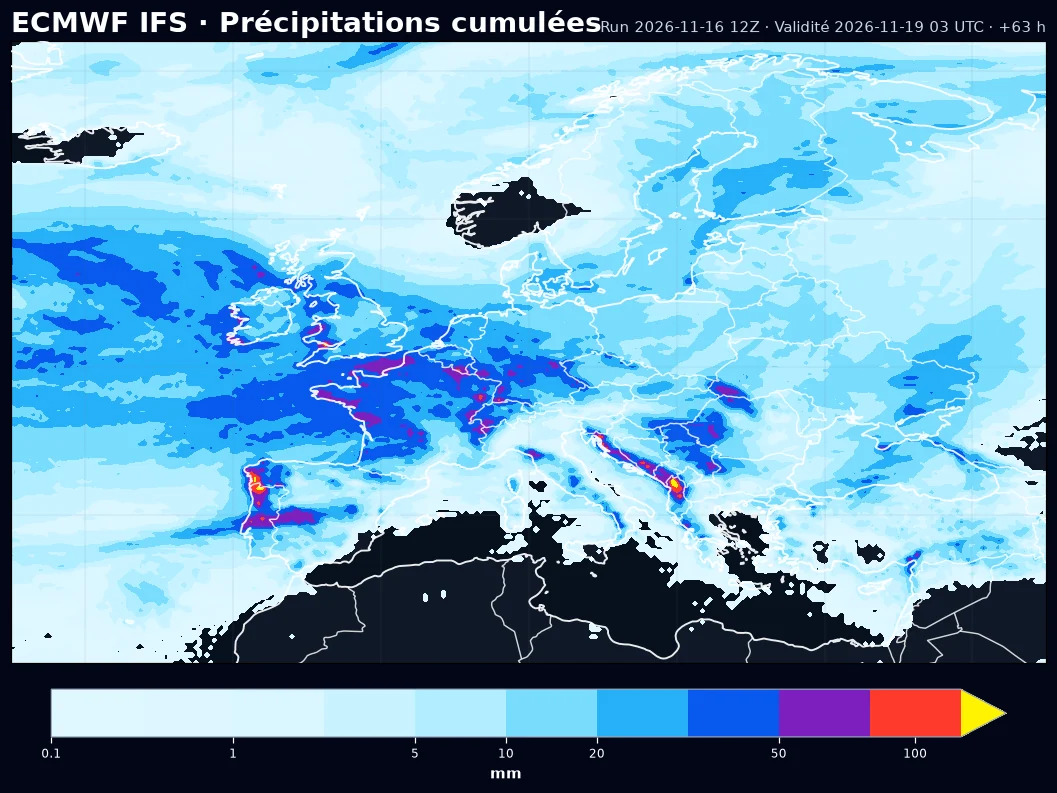 ECMWF IFS · Précipitations cumulées
Run 2026-11-16 12Z · Validité 2026-11-19 03 UTC · +63 h
0.1 1 5 10 20 50 100
mm